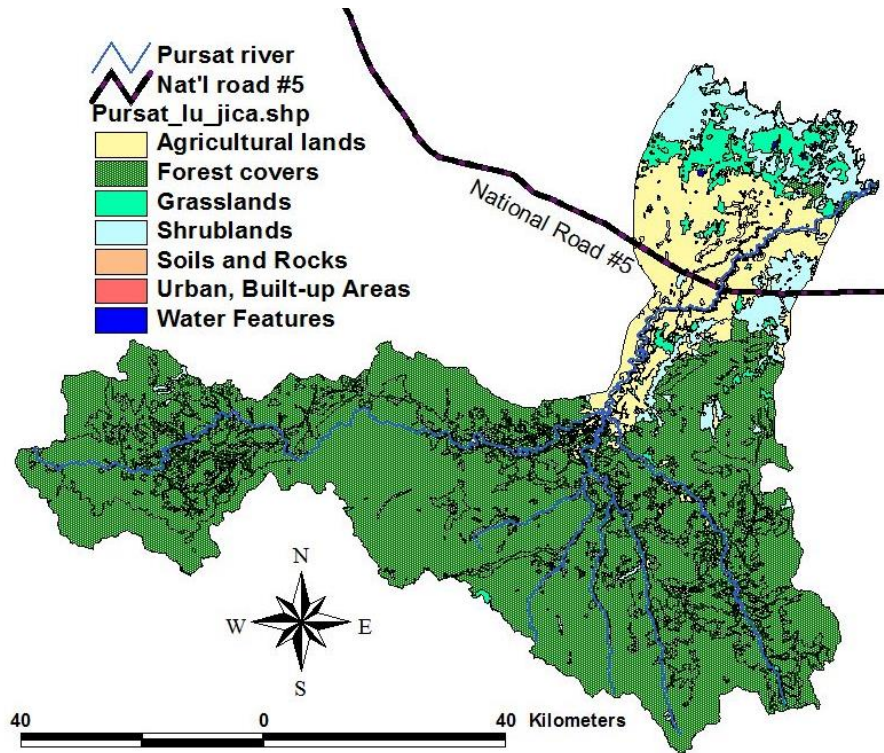 Pursat river
Nat'l road #5
Pursat_lu_jica.shp
Agricultural lands
Forest covers
Grasslands
Shrublands
Soils and Rocks
Urban, Built-up Areas
Water Features
National Road #5
N
W E
S
40 0 40 Kilometers